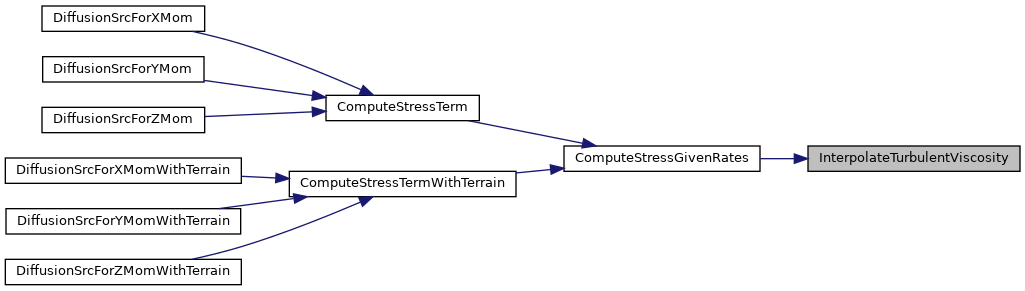 DiffusionSrcForXMom
DiffusionSrcForYMom
DiffusionSrcForZMom
ComputeStressTerm
ComputeStressGivenRates
InterpolateTurbulentViscosity
DiffusionSrcForXMomWithTerrain
ComputeStressTermWithTerrain
DiffusionSrcForYMomWithTerrain
DiffusionSrcForZMomWithTerrain